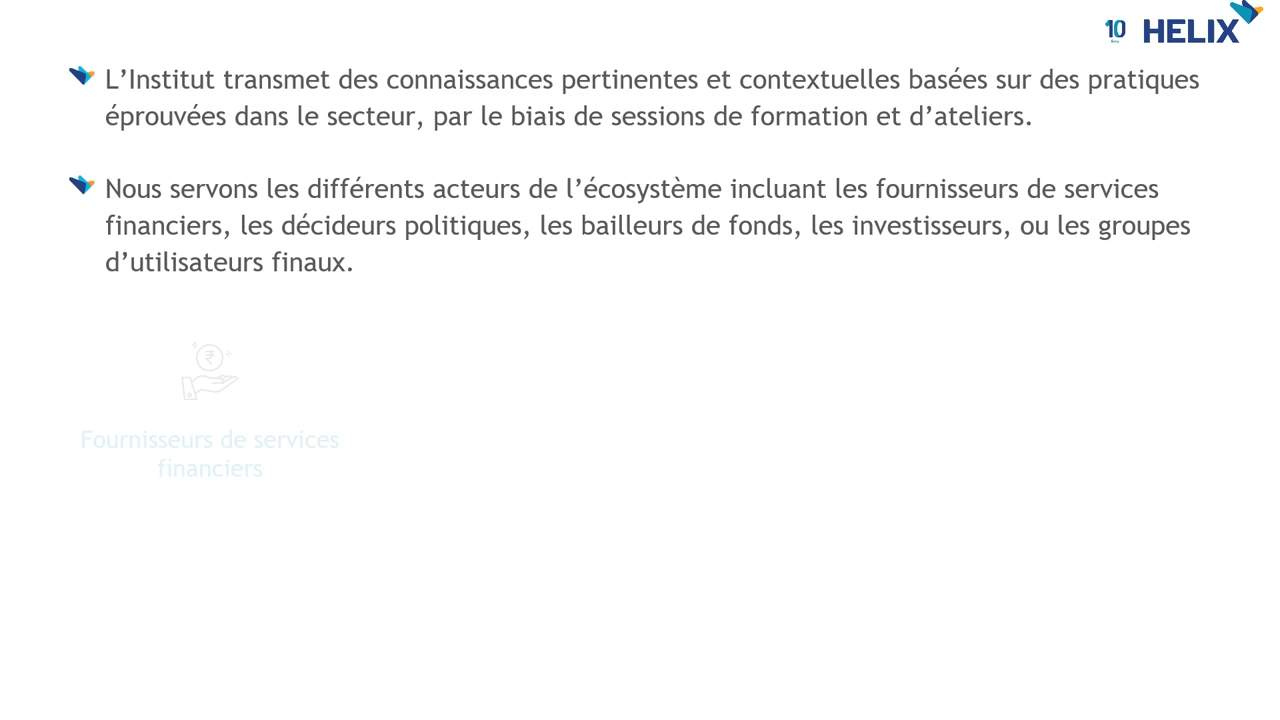 10
HELIX
L’Institut transmet des connaissances pertinentes et contextuelles basées sur des pratiques
éprouvées dans le secteur, par le biais de sessions de formation et d’ateliers.
Nous servons les différents acteurs de l’écosystème incluant les fournisseurs de services
financiers, les décideurs politiques, les bailleurs de fonds, les investisseurs, ou les groupes
d’utilisateurs finaux.
₹
Fournisseurs de services
financiers